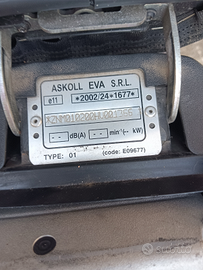 ASKOLL EVA S.R.L.
e11 *2002/24*1677*
-- dB(A) -- min⁻¹(-- kW)
TYPE: 01 (code: E09677)